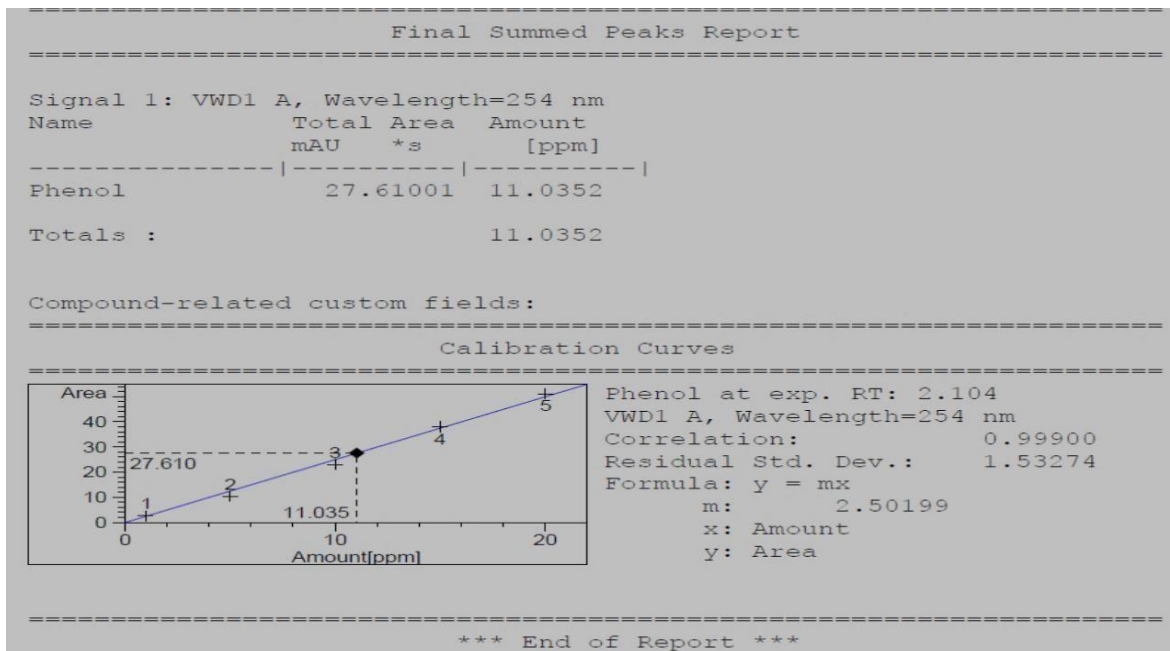 ================================================================
Final Summed Peaks Report
================================================================
Signal 1: VWD1 A, Wavelength=254 nm
Name Total Area Amount
mAU *s [ppm]
---------------|----------|----------|
Phenol 27.61001 11.0352
Totals : 11.0352
Compound-related custom fields:
================================================================
Calibration Curves
================================================================
Area
40
30
20
10
0
27.610
11.035
1
2
3
4
5
0
10
20
Amount[ppm]
Phenol at exp. RT: 2.104
VWD1 A, Wavelength=254 nm
Correlation: 0.99900
Residual Std. Dev.: 1.53274
Formula: y = mx
m: 2.50199
x: Amount
y: Area
================================================================
*** End of Report ***